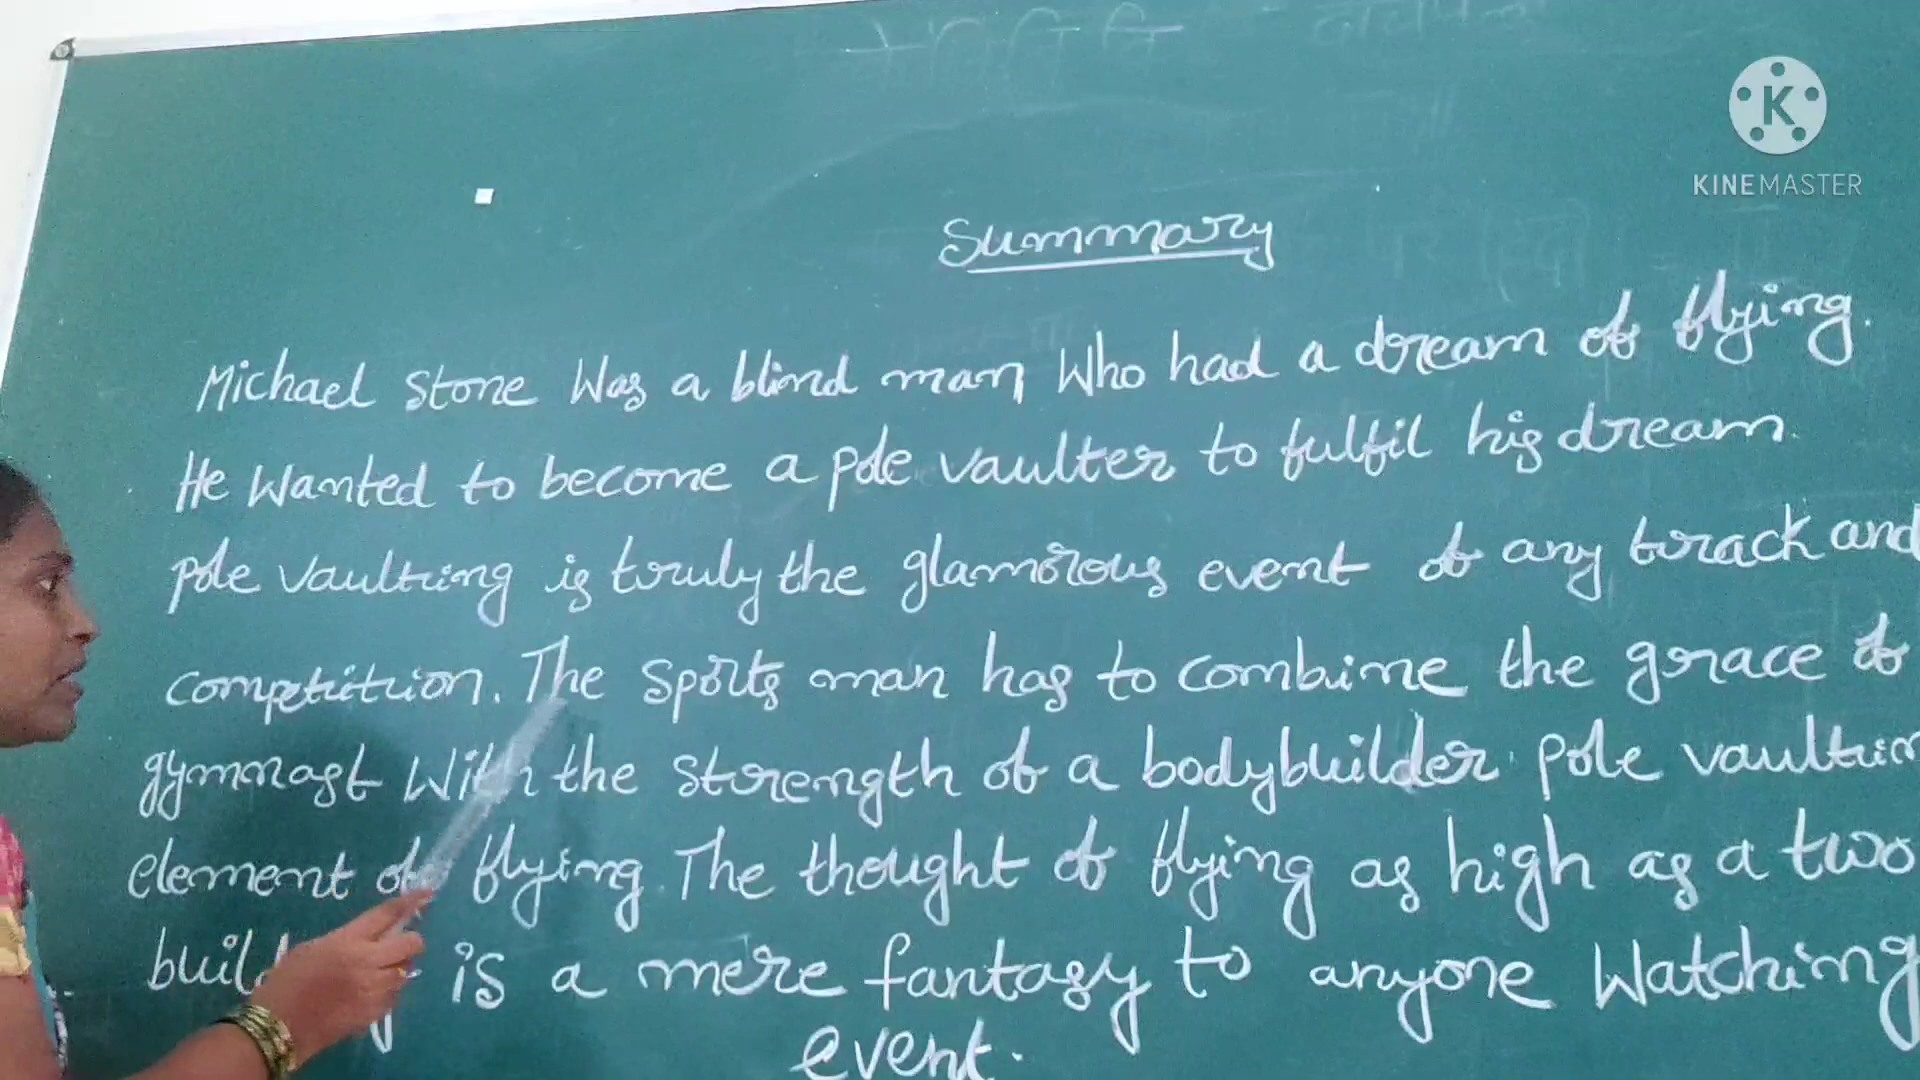 KINEMASTER
Summary
Michael Stone was a blind man, who had a dream of flying.
He wanted to become a pole vaulter to fulfil his dream.
pole vaulting is truly the glamorous event of any track and
competition. The sports man has to combine the grace of
gymnast with the strength of a bodybuilder. pole vaultin
element of flying. The thought of flying as high as a two
is a mere fantasy to anyone watching
event.